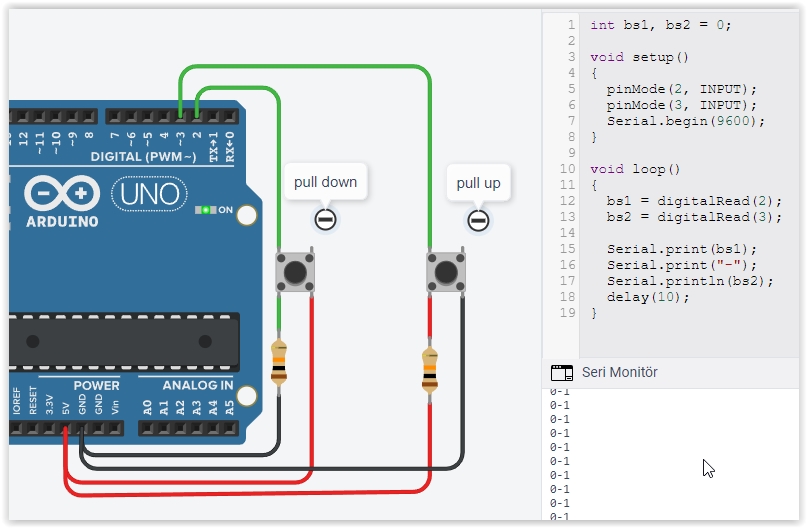 12
~11
~10
~9
8
7
~6
~5
4
~3
2
TX→1
RX←0
DIGITAL (PWM~)
UNO
ARDUINO
ON
pull down
pull up
POWER
ANALOG IN
IOREF
RESET
3.3V
5V
GND
GND
Vin
A0
A1
A2
A3
A4
A5
1 int bs1, bs2 = 0;
2
3 void setup()
4 {
5 pinMode(2, INPUT);
6 pinMode(3, INPUT);
7 Serial.begin(9600);
8 }
9
10 void loop()
11 {
12 bs1 = digitalRead(2);
13 bs2 = digitalRead(3);
14
15 Serial.print(bs1);
16 Serial.print("-");
17 Serial.println(bs2);
18 delay(10);
19 }
Seri Monitör
0-1
0-1
0-1
0-1
0-1
0-1
0-1
0-1
0-1
0-1